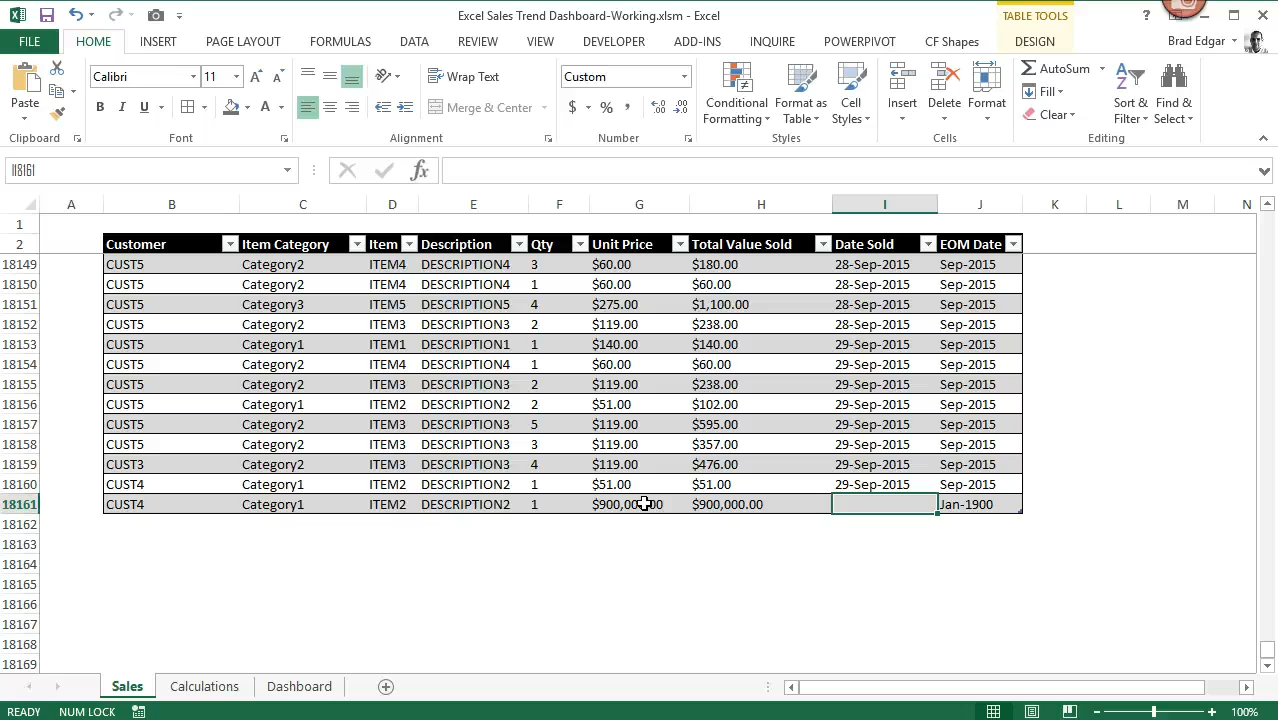 Excel Sales Trend Dashboard-Working.xlsm - Excel
TABLE TOOLS
?
FILE HOME INSERT PAGE LAYOUT FORMULAS DATA REVIEW VIEW DEVELOPER ADD-INS INQUIRE POWERPIVOT CF Shapes DESIGN Brad Edgar
Paste Calibri 11 A A Wrap Text Custom Conditional Formatting Format as Table Cell Styles Insert Delete Format AutoSum Fill Clear Sort & Filter Find & Select
B I U A Merge & Center $ % ,
Clipboard Font Alignment Number Styles Cells Editing
I18161 fx
A B C D E F G H I J K L M N
1
2 Customer Item Category Item Description Qty Unit Price Total Value Sold Date Sold EOM Date
18149 CUST5 Category2 ITEM4 DESCRIPTION4 3 $60.00 $180.00 28-Sep-2015 Sep-2015
18150 CUST5 Category2 ITEM4 DESCRIPTION4 1 $60.00 $60.00 28-Sep-2015 Sep-2015
18151 CUST5 Category3 ITEM5 DESCRIPTION5 4 $275.00 $1,100.00 28-Sep-2015 Sep-2015
18152 CUST5 Category2 ITEM3 DESCRIPTION3 2 $119.00 $238.00 28-Sep-2015 Sep-2015
18153 CUST5 Category1 ITEM1 DESCRIPTION1 1 $140.00 $140.00 29-Sep-2015 Sep-2015
18154 CUST5 Category2 ITEM4 DESCRIPTION4 1 $60.00 $60.00 29-Sep-2015 Sep-2015
18155 CUST5 Category2 ITEM3 DESCRIPTION3 2 $119.00 $238.00 29-Sep-2015 Sep-2015
18156 CUST5 Category1 ITEM2 DESCRIPTION2 2 $51.00 $102.00 29-Sep-2015 Sep-2015
18157 CUST5 Category2 ITEM3 DESCRIPTION3 5 $119.00 $595.00 29-Sep-2015 Sep-2015
18158 CUST5 Category2 ITEM3 DESCRIPTION3 3 $119.00 $357.00 29-Sep-2015 Sep-2015
18159 CUST3 Category2 ITEM3 DESCRIPTION3 4 $119.00 $476.00 29-Sep-2015 Sep-2015
18160 CUST4 Category1 ITEM2 DESCRIPTION2 1 $51.00 $51.00 29-Sep-2015 Sep-2015
18161 CUST4 Category1 ITEM2 DESCRIPTION2 1 $900,000.00 $900,000.00 Jan-1900
18162
18163
18164
18165
18166
18167
18168
18169
Sales Calculations Dashboard
READY NUM LOCK 100%